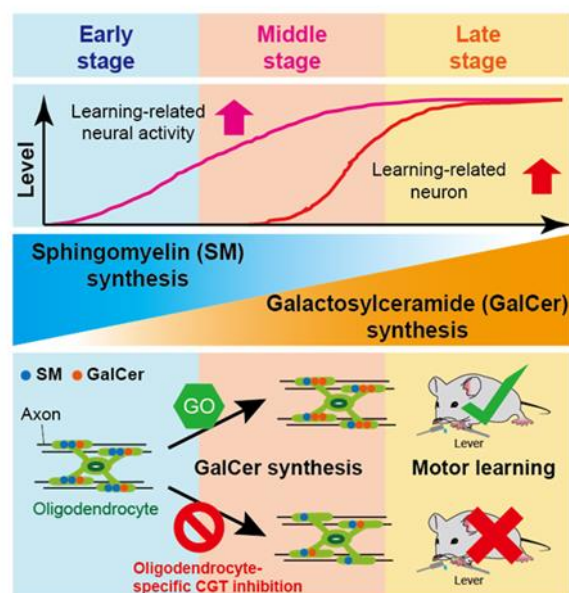 Early
stage
Middle
stage
Late
stage
Level
Learning-related
neural activity
Learning-related
neuron
Sphingomyelin (SM)
synthesis
Galactosylceramide (GalCer)
synthesis
SM GalCer
Axon
Oligodendrocyte
GO
GalCer synthesis
Oligodendrocyte-
specific CGT inhibition
Lever
Motor learning
Lever